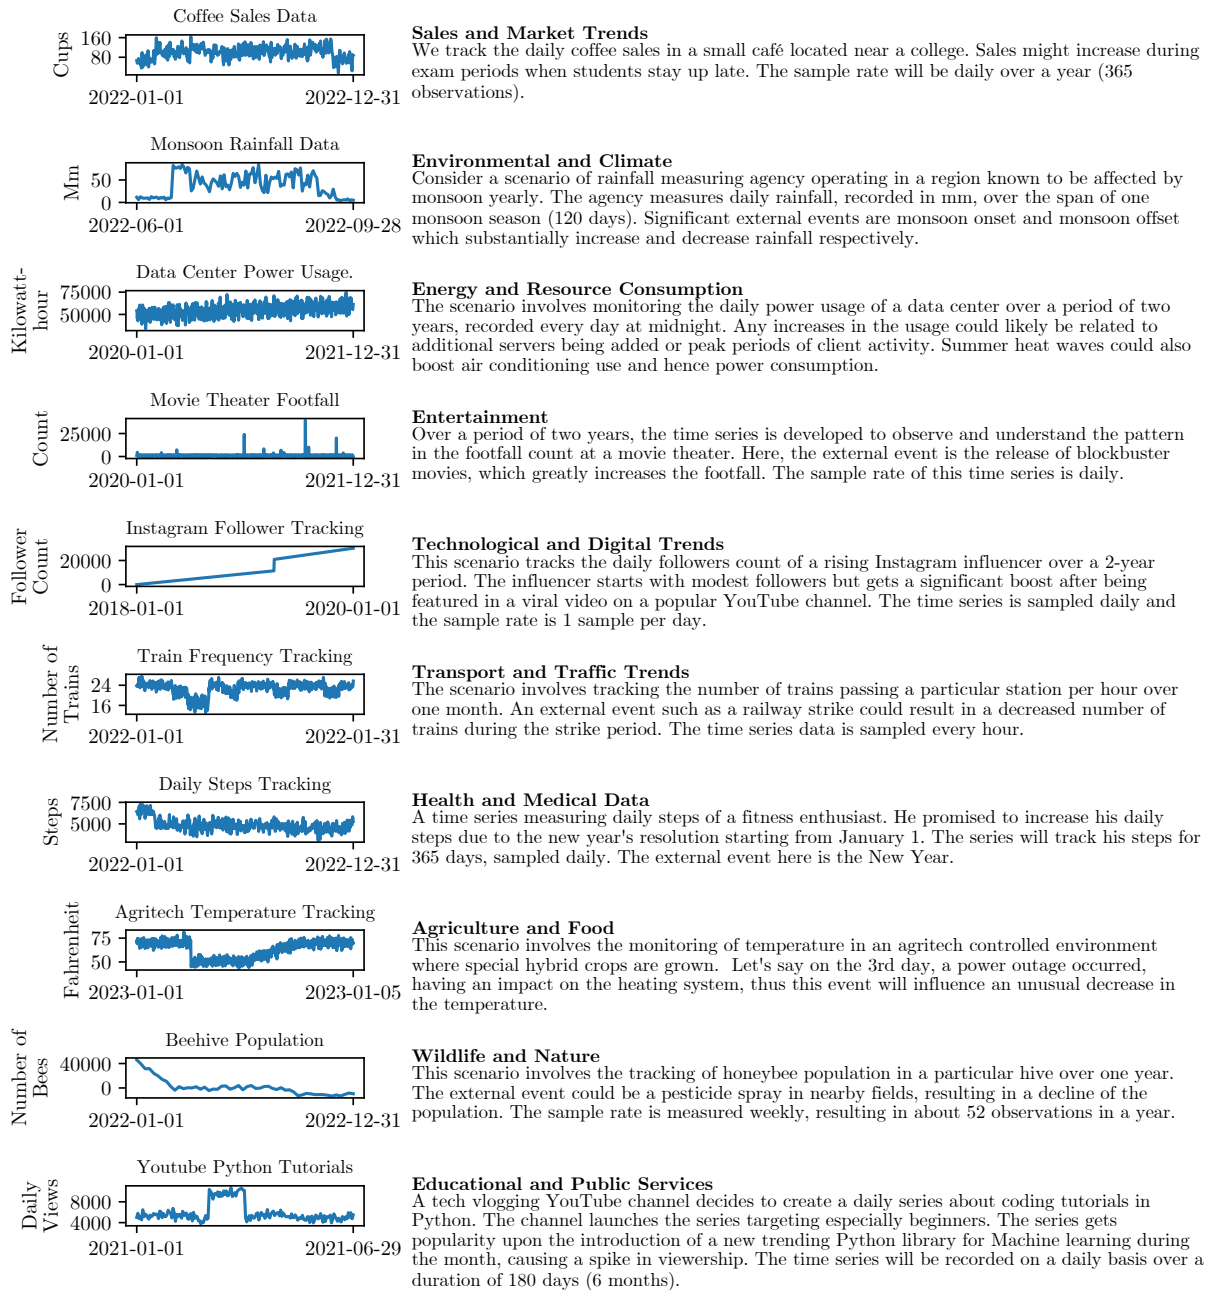 Coffee Sales Data
Cups
160
80
2022-01-01
2022-12-31
Sales and Market Trends
We track the daily coffee sales in a small café located near a college. Sales might increase during
exam periods when students stay up late. The sample rate will be daily over a year (365
observations).
Monsoon Rainfall Data
Mm
50
0
2022-06-01
2022-09-28
Environmental and Climate
Consider a scenario of rainfall measuring agency operating in a region known to be affected by
monsoon yearly. The agency measures daily rainfall, recorded in mm, over the span of one
monsoon season (120 days). Significant external events are monsoon onset and monsoon offset
which substantially increase and decrease rainfall respectively.
Data Center Power Usage.
Kilowatt-
hour
75000
50000
2020-01-01
2021-12-31
Energy and Resource Consumption
The scenario involves monitoring the daily power usage of a data center over a period of two
years, recorded every day at midnight. Any increases in the usage could likely be related to
additional servers being added or peak periods of client activity. Summer heat waves could also
boost air conditioning use and hence power consumption.
Movie Theater Footfall
Count
25000
0
2020-01-01
2021-12-31
Entertainment
Over a period of two years, the time series is developed to observe and understand the pattern
in the footfall count at a movie theater. Here, the external event is the release of blockbuster
movies, which greatly increases the footfall. The sample rate of this time series is daily.
Instagram Follower Tracking
Follower
Count
20000
0
2018-01-01
2020-01-01
Technological and Digital Trends
This scenario tracks the daily followers count of a rising Instagram influencer over a 2-year
period. The influencer starts with modest followers but gets a significant boost after being
featured in a viral video on a popular YouTube channel. The time series is sampled daily and
the sample rate is 1 sample per day.
Train Frequency Tracking
Number of
Trains
24
16
2022-01-01
2022-01-31
Transport and Traffic Trends
The scenario involves tracking the number of trains passing a particular station per hour over
one month. An external event such as a railway strike could result in a decreased number of
trains during the strike period. The time series data is sampled every hour.
Daily Steps Tracking
Steps
7500
5000
2022-01-01
2022-12-31
Health and Medical Data
A time series measuring daily steps of a fitness enthusiast. He promised to increase his daily
steps due to the new year's resolution starting from January 1. The series will track his steps for
365 days, sampled daily. The external event here is the New Year.
Agritech Temperature Tracking
Fahrenheit
75
50
2023-01-01
2023-01-05
Agriculture and Food
This scenario involves the monitoring of temperature in an agritech controlled environment
where special hybrid crops are grown.  Let's say on the 3rd day, a power outage occurred,
having an impact on the heating system, thus this event will influence an unusual decrease in
the temperature.
Beehive Population
Number of
Bees
40000
0
2022-01-01
2022-12-31
Wildlife and Nature
This scenario involves the tracking of honeybee population in a particular hive over one year.
The external event could be a pesticide spray in nearby fields, resulting in a decline of the
population. The sample rate is measured weekly, resulting in about 52 observations in a year.
Youtube Python Tutorials
Daily
Views
8000
4000
2021-01-01
2021-06-29
Educational and Public Services
A tech vlogging YouTube channel decides to create a daily series about coding tutorials in
Python. The channel launches the series targeting especially beginners. The series gets
popularity upon the introduction of a new trending Python library for Machine learning during
the month, causing a spike in viewership. The time series will be recorded on a daily basis over a
duration of 180 days (6 months).